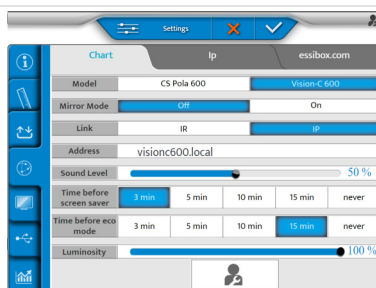 Settings
Chart Ip essibox.com
Model CS Pola 600 Vision-C 600
Mirror Mode Off On
Link IR IP
Address visionc600.local
Sound Level 50 %
Time before screen saver 3 min 5 min 10 min 15 min never
Time before eco mode 3 min 5 min 10 min 15 min never
Luminosity 100 %